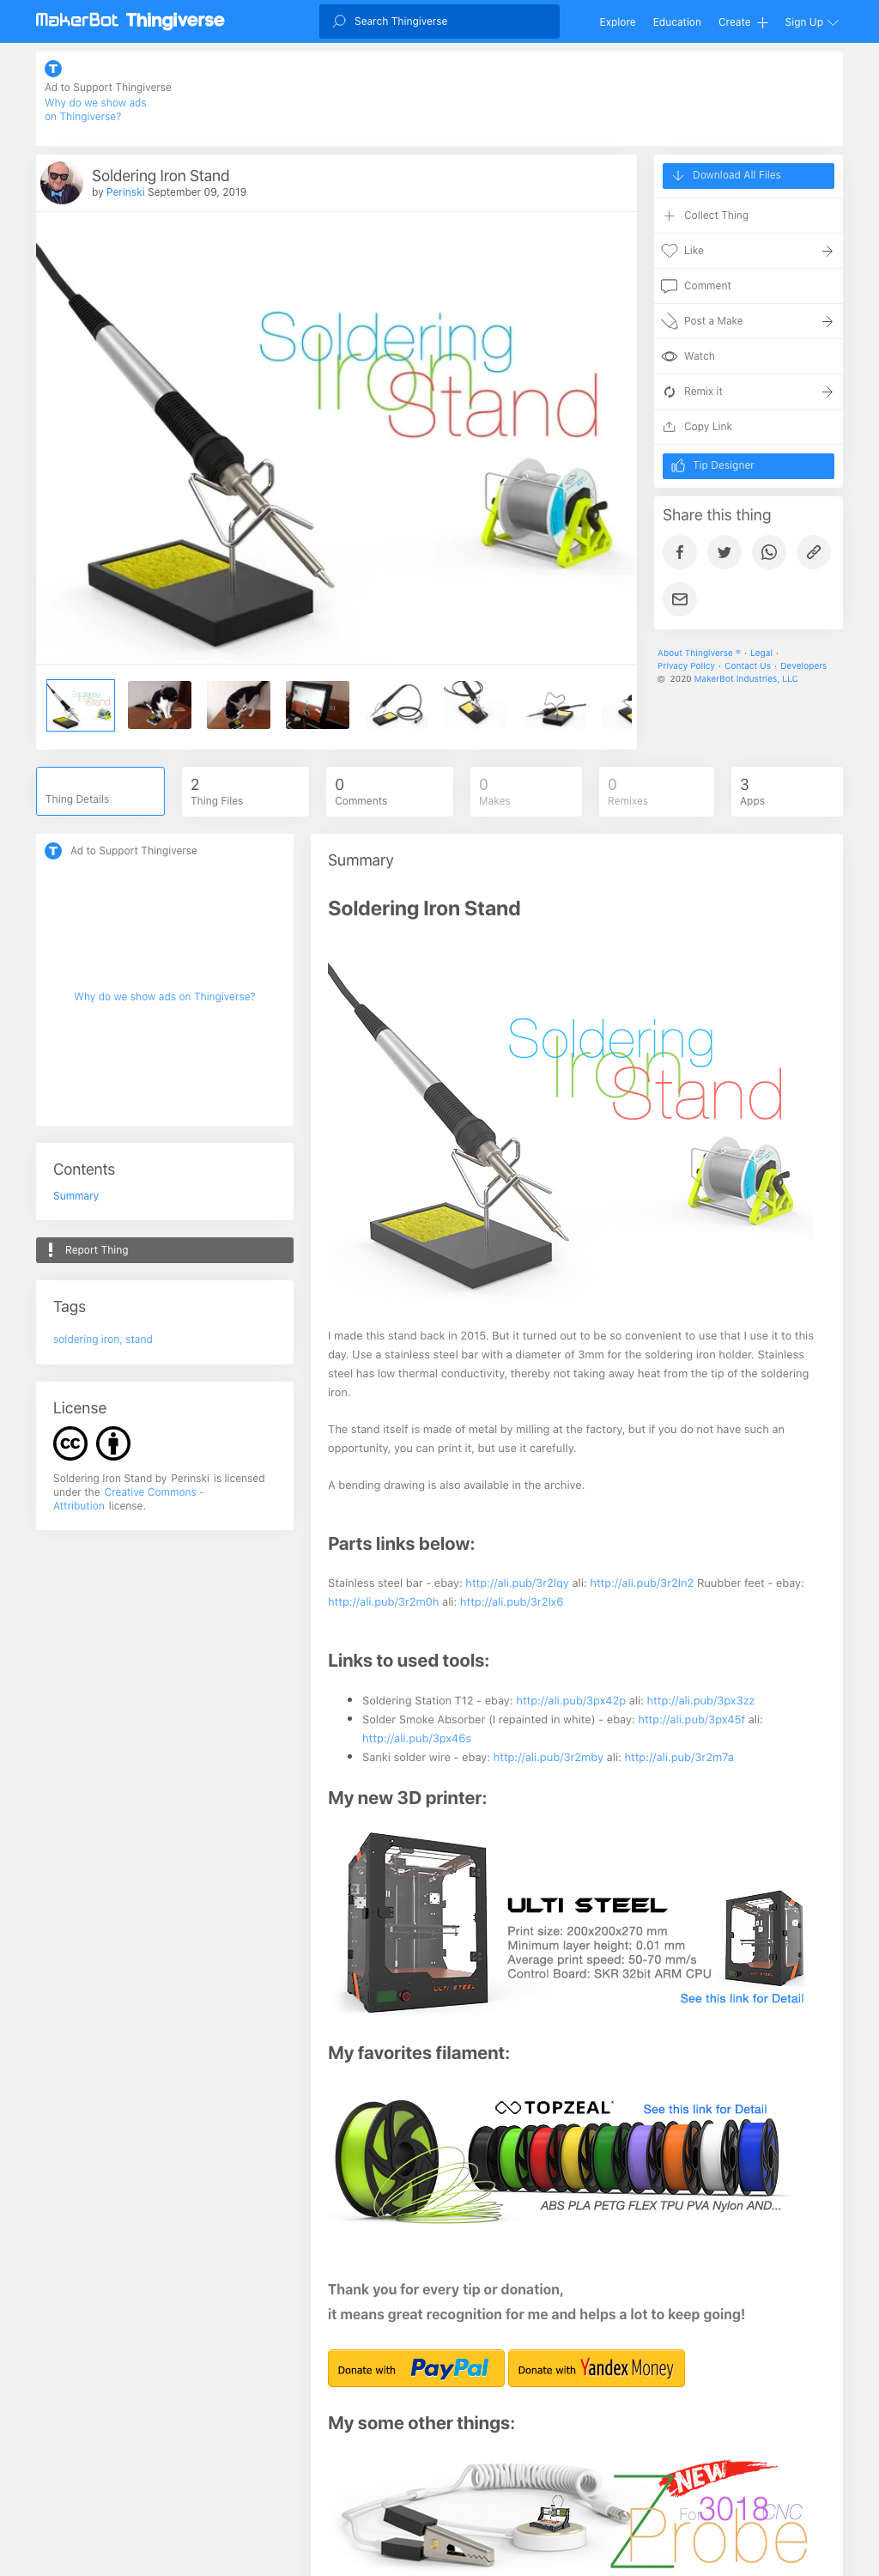 MakerBot Thingiverse
Search Thingiverse
Explore
Education
Create
Sign Up
Ad to Support Thingiverse
Why do we show ads
on Thingiverse?
Soldering Iron Stand
by Perinski September 09, 2019
Soldering
Iron
Stand
Download All Files
Collect Thing
Like
Comment
Post a Make
Watch
Remix it
Copy Link
Tip Designer
Share this thing
About Thingiverse ® · Legal ·
Privacy Policy · Contact Us · Developers
© 2020 MakerBot Industries, LLC
Thing Details
2
Thing Files
0
Comments
0
Makes
0
Remixes
3
Apps
Ad to Support Thingiverse
Why do we show ads on Thingiverse?
Contents
Summary
Report Thing
Tags
soldering iron, stand
License
Soldering Iron Stand by Perinski is licensed
under the Creative Commons -
Attribution license.
Summary
Soldering Iron Stand
Soldering
Iron
Stand
I made this stand back in 2015. But it turned out to be so convenient to use that I use it to this
day. Use a stainless steel bar with a diameter of 3mm for the soldering iron holder. Stainless
steel has low thermal conductivity, thereby not taking away heat from the tip of the soldering
iron.
The stand itself is made of metal by milling at the factory, but if you do not have such an
opportunity, you can print it, but use it carefully.
A bending drawing is also available in the archive.
Parts links below:
Stainless steel bar - ebay: http://ali.pub/3r2lqy ali: http://ali.pub/3r2ln2 Ruubber feet - ebay:
http://ali.pub/3r2m0h ali: http://ali.pub/3r2lx6
Links to used tools:
Soldering Station T12 - ebay: http://ali.pub/3px42p ali: http://ali.pub/3px3zz
Solder Smoke Absorber (I repainted in white) - ebay: http://ali.pub/3px45f ali:
http://ali.pub/3px46s
Sanki solder wire - ebay: http://ali.pub/3r2mby ali: http://ali.pub/3r2m7a
My new 3D printer:
ULTI STEEL
ULTI STEEL
Print size: 200x200x270 mm
Minimum layer height: 0.01 mm
Average print speed: 50-70 mm/s
Control Board: SKR 32bit ARM CPU
See this link for Detail
My favorites filament:
TOPZEAL
See this link for Detail
ABS PLA PETG FLEX TPU PVA Nylon AND...
Thank you for every tip or donation,
it means great recognition for me and helps a lot to keep going!
Donate with PayPal
Donate with Yandex Money
My some other things:
NEW
For 3018 CNC
Z Probe